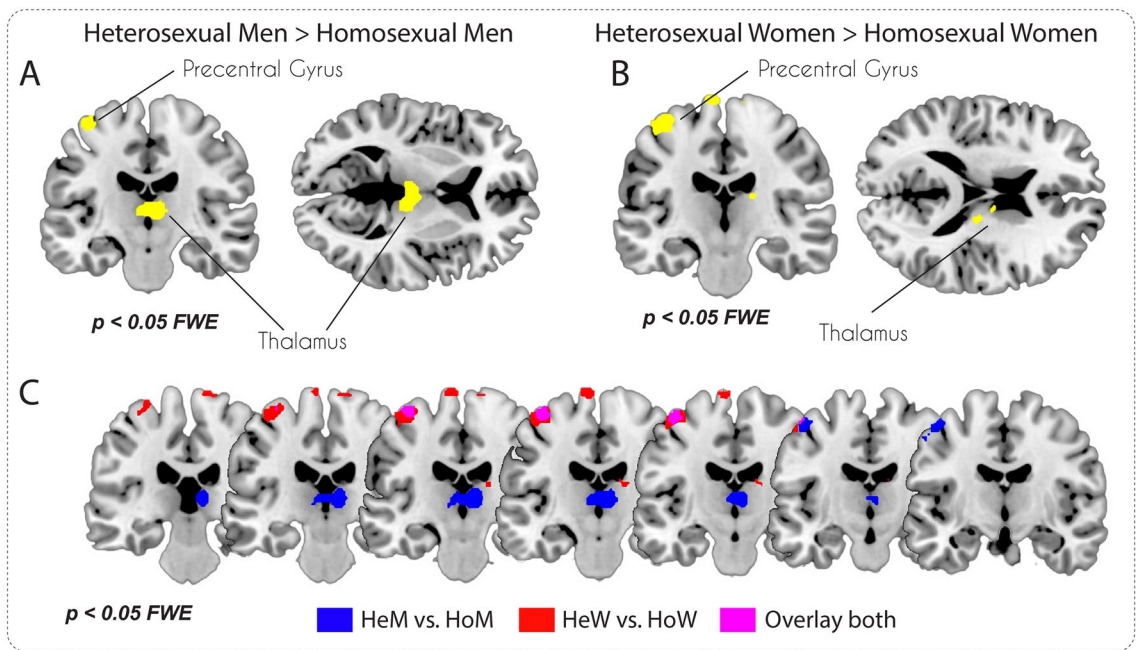 Heterosexual Men > Homosexual Men
Heterosexual Women > Homosexual Women
A
Precentral Gyrus
B
Precentral Gyrus
p < 0.05 FWE
Thalamus
p < 0.05 FWE
Thalamus
C
p < 0.05 FWE
HeM vs. HoM
HeW vs. HoW
Overlay both